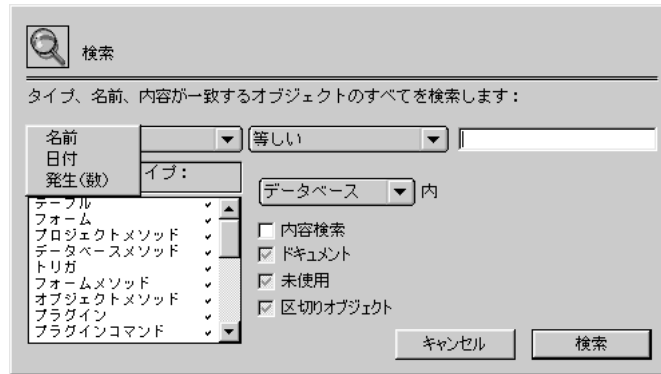 検索
タイプ、名前、内容が一致するオブジェクトのすべてを検索します：
名前
日付
発生(数)
等しい
イプ：
データベース
内
テーブル
フォーム
プロジェクトメソッド
データベースメソッド
トリガ
フォームメソッド
オブジェクトメソッド
プラグイン
プラグインコマンド
内容検索
ドキュメント
未使用
区切りオブジェクト
キャンセル
検索